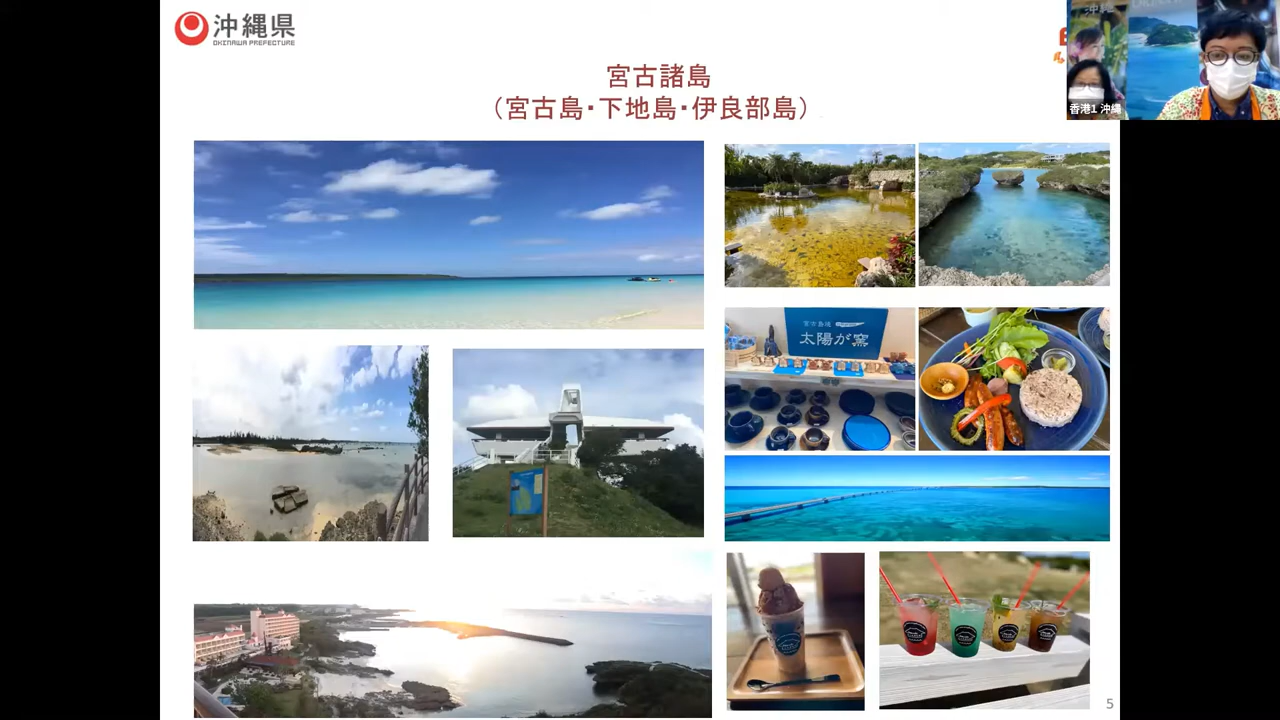 沖縄県
OKINAWA PREFECTURE
宮古諸島
（宮古島・下地島・伊良部島）
香港1 沖縄
宮古島焼
太陽が窯
5